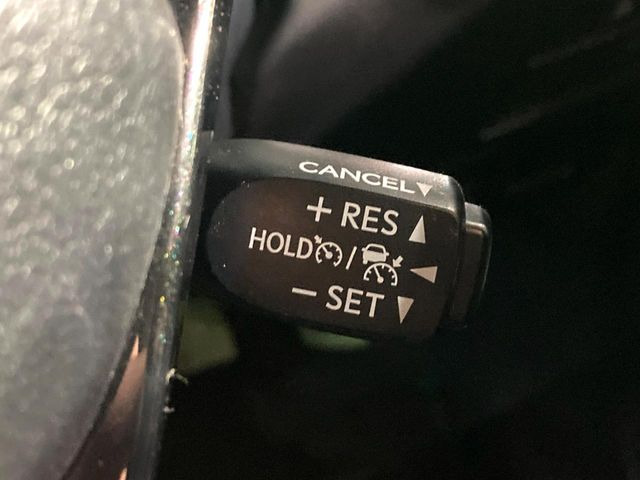 CANCEL▼
+ RES ▲
HOLD / ◀
− SET ▼